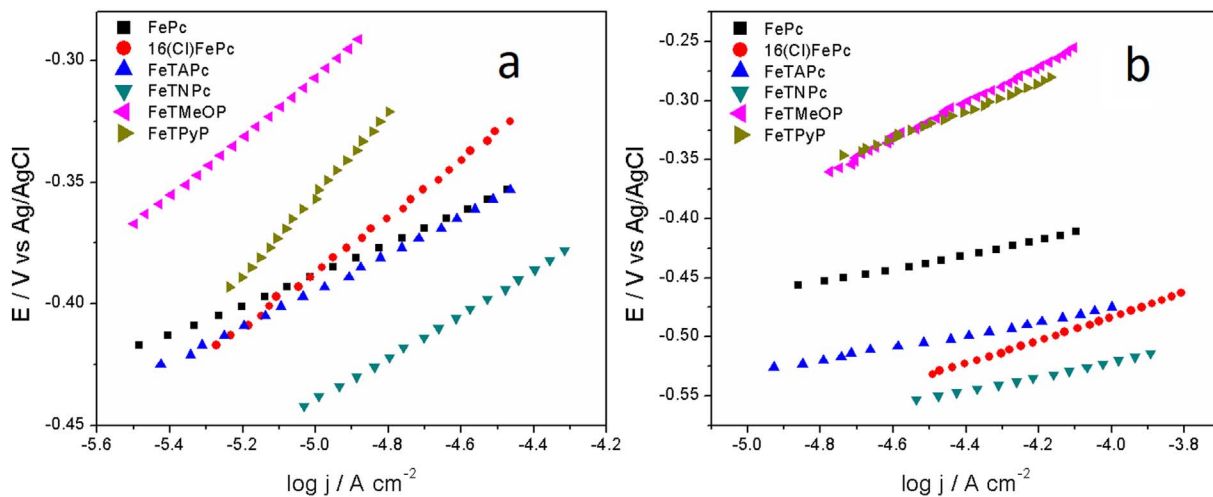 FePc
16(Cl)FePc
FeTAPc
FeTNPc
FeTMeOP
FeTPyP
a
-0.30
-0.35
-0.40
-0.45
E / V vs Ag/AgCl
-5.6
-5.4
-5.2
-5.0
-4.8
-4.6
-4.4
-4.2
log j / A cm⁻²
FePc
16(Cl)FePc
FeTAPc
FeTNPc
FeTMeOP
FeTPyP
b
-0.25
-0.30
-0.35
-0.40
-0.45
-0.50
-0.55
E / V vs Ag/AgCl
-5.0
-4.8
-4.6
-4.4
-4.2
-4.0
-3.8
log j / A cm⁻²